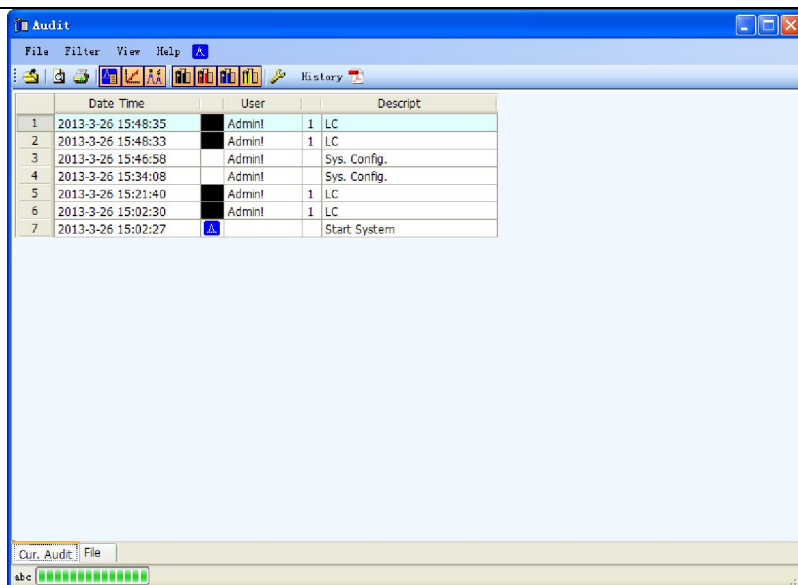 Audit
File Filter View Help
History
Date Time User Descript
1 2013-3-26 15:48:35 Admin! 1 LC
2 2013-3-26 15:48:33 Admin! 1 LC
3 2013-3-26 15:46:58 Admin! Sys. Config.
4 2013-3-26 15:34:08 Admin! Sys. Config.
5 2013-3-26 15:21:40 Admin! 1 LC
6 2013-3-26 15:02:30 Admin! 1 LC
7 2013-3-26 15:02:27 Start System
Cur. Audit File
abc